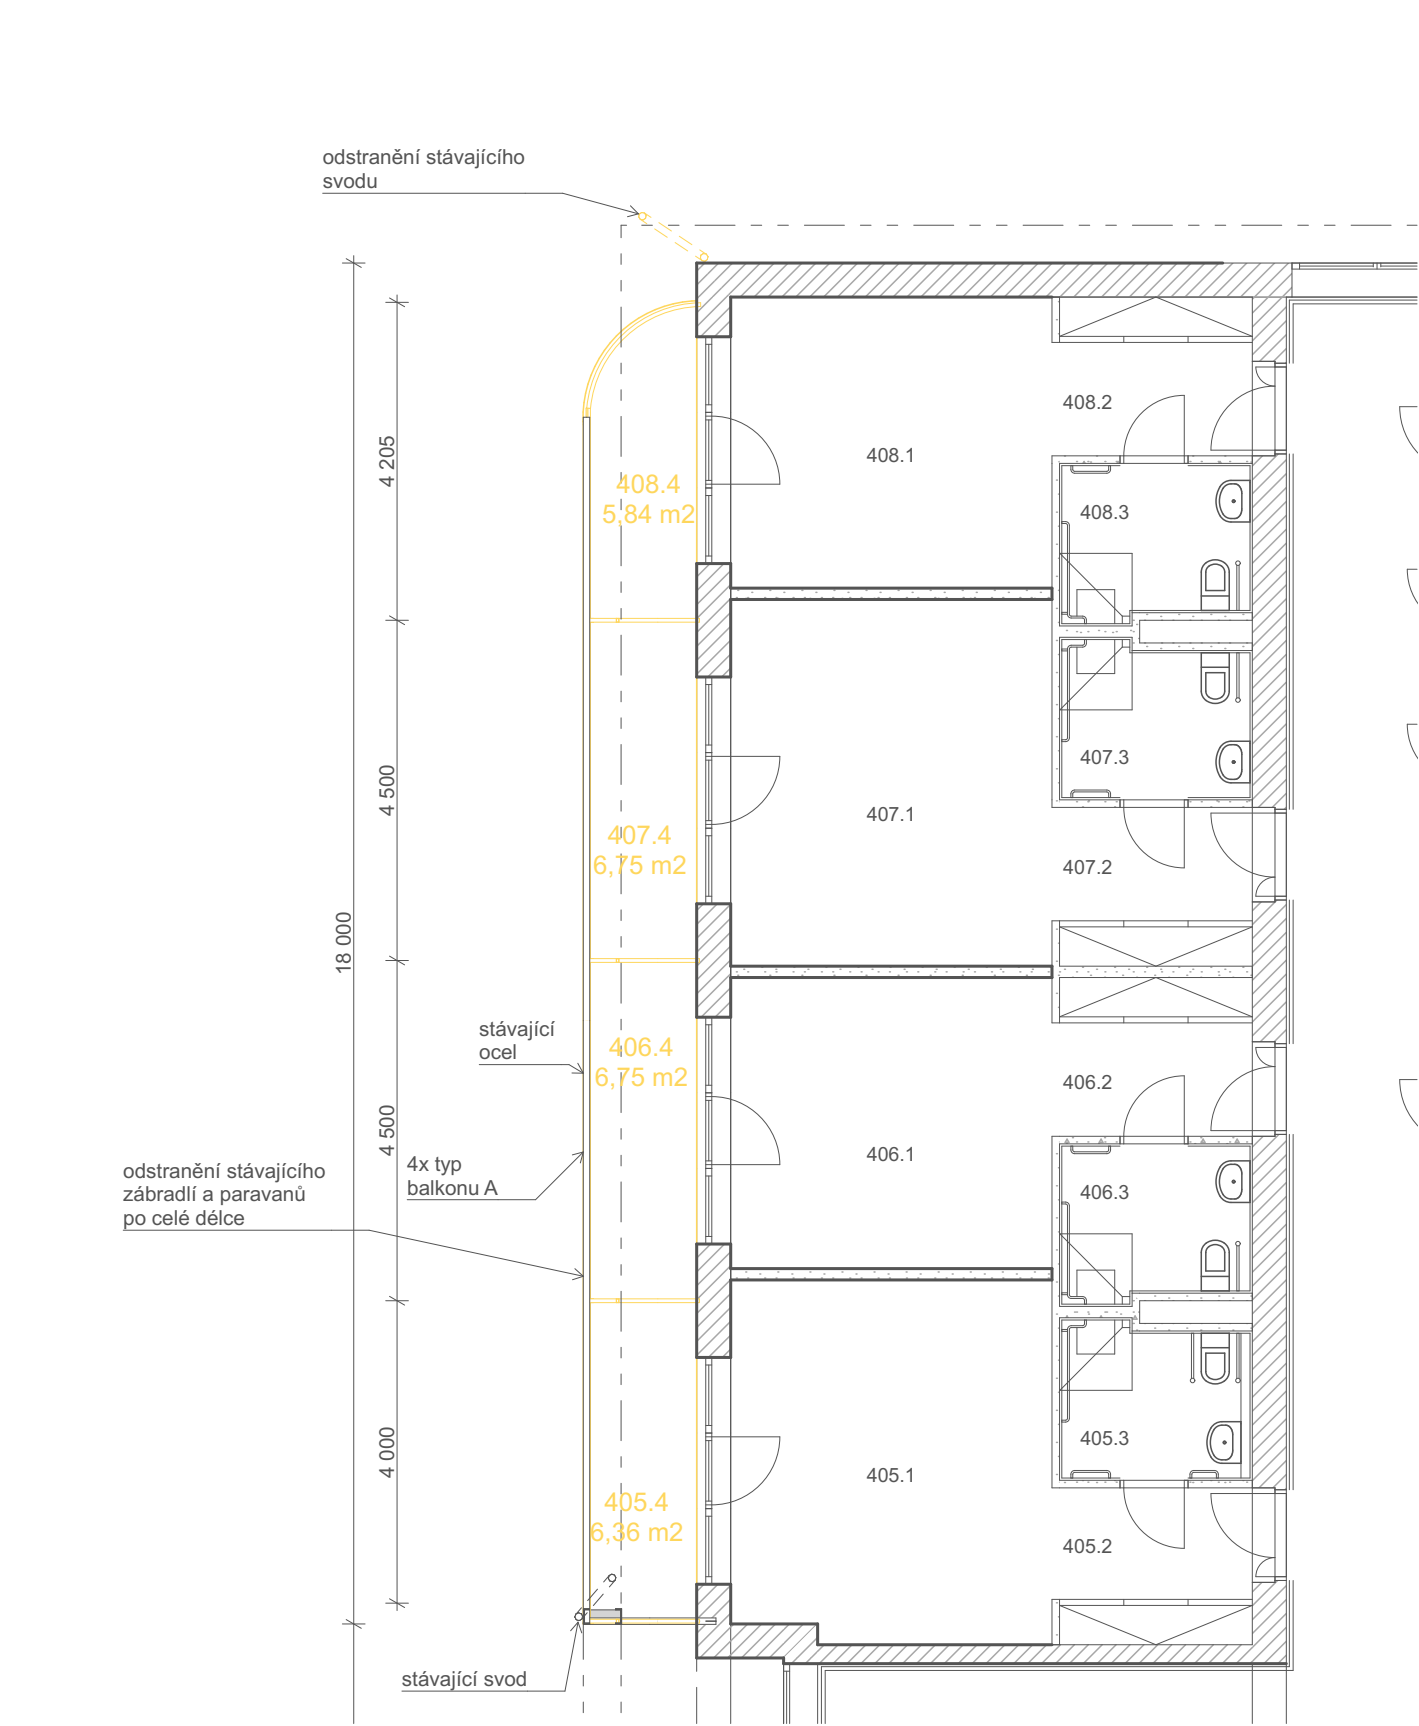 odstranění stávajícího
svodu
408.2
4 205
408.1
408.4
5,84 m2
408.3
407.3
4 500
407.1
407.4
6,75 m2
407.2
18 000
stávající
ocel
406.4
6,75 m2
406.2
4 500
406.1
odstranění stávajícího
zábradlí a paravanů
po celé délce
4x typ
balkonu A
406.3
4 000
405.3
405.1
405.4
6,36 m2
405.2
stávající svod